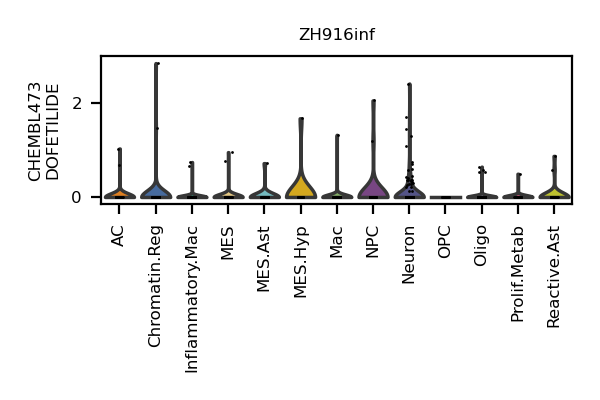 ZH916inf
CHEMBL473
DOFETILIDE
2
0
AC
Chromatin.Reg
Inflammatory.Mac
MES
MES.Ast
MES.Hyp
Mac
NPC
Neuron
OPC
Oligo
Prolif.Metab
Reactive.Ast